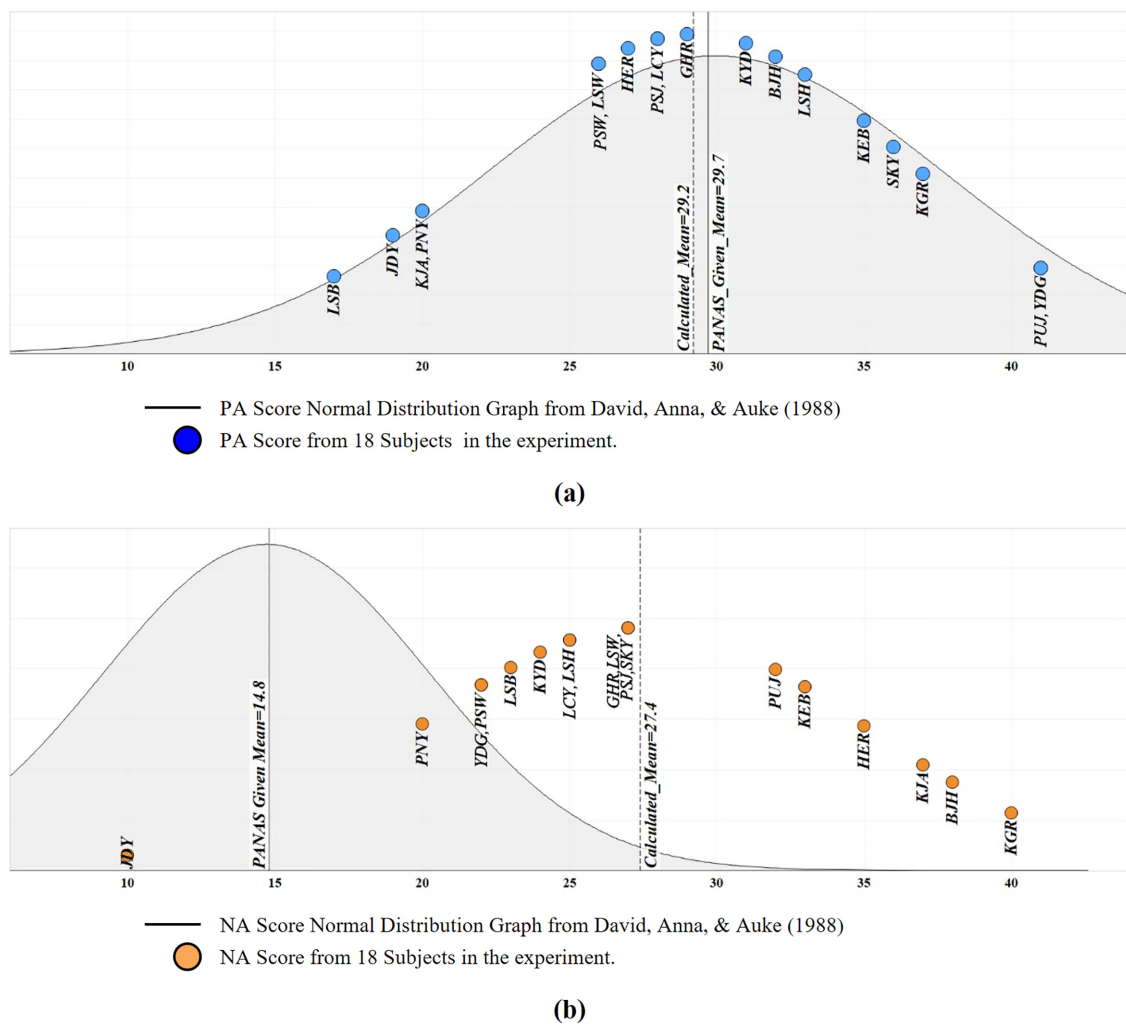 PSW, LSW
HER
PSJ, LCY
GHR
KYD
BJH
LSH
KEB
SKY
KGR
LSB
JDY
KJA,PNY
PUJ,YDG
Calculated_Mean=29.2
PANAS_Given_Mean=29.7
10 15 20 25 30 35 40
PA Score Normal Distribution Graph from David, Anna, & Auke (1988)
PA Score from 18 Subjects in the experiment.
(a)
JDY
PANAS Given Mean=14.8
PNY
YDG,PSW
LSB
KYD
LCY, LSH
GHR,LSW,
PSJ,SKY
Calculated_Mean=27.4
PUJ
KEB
HER
KJA
BJH
KGR
10 15 20 25 30 35 40
NA Score Normal Distribution Graph from David, Anna, & Auke (1988)
NA Score from 18 Subjects in the experiment.
(b)